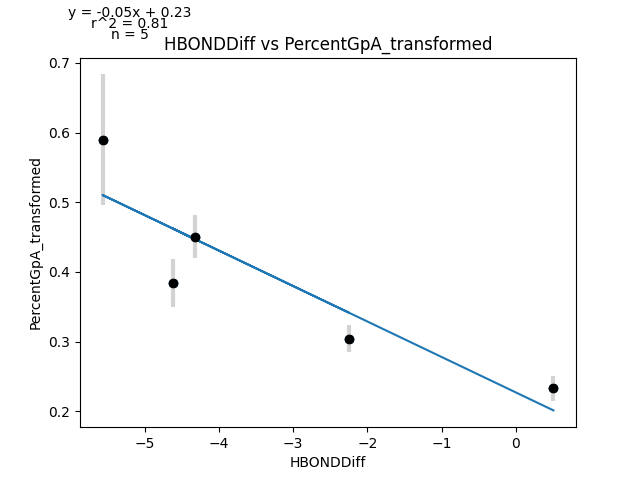 y = -0.05x + 0.23
r^2 = 0.81
n = 5
HBONDDiff vs PercentGpA_transformed
0.7
0.6
0.5
0.4
0.3
0.2
PercentGpA_transformed
−5
−4
−3
−2
−1
0
HBONDDiff